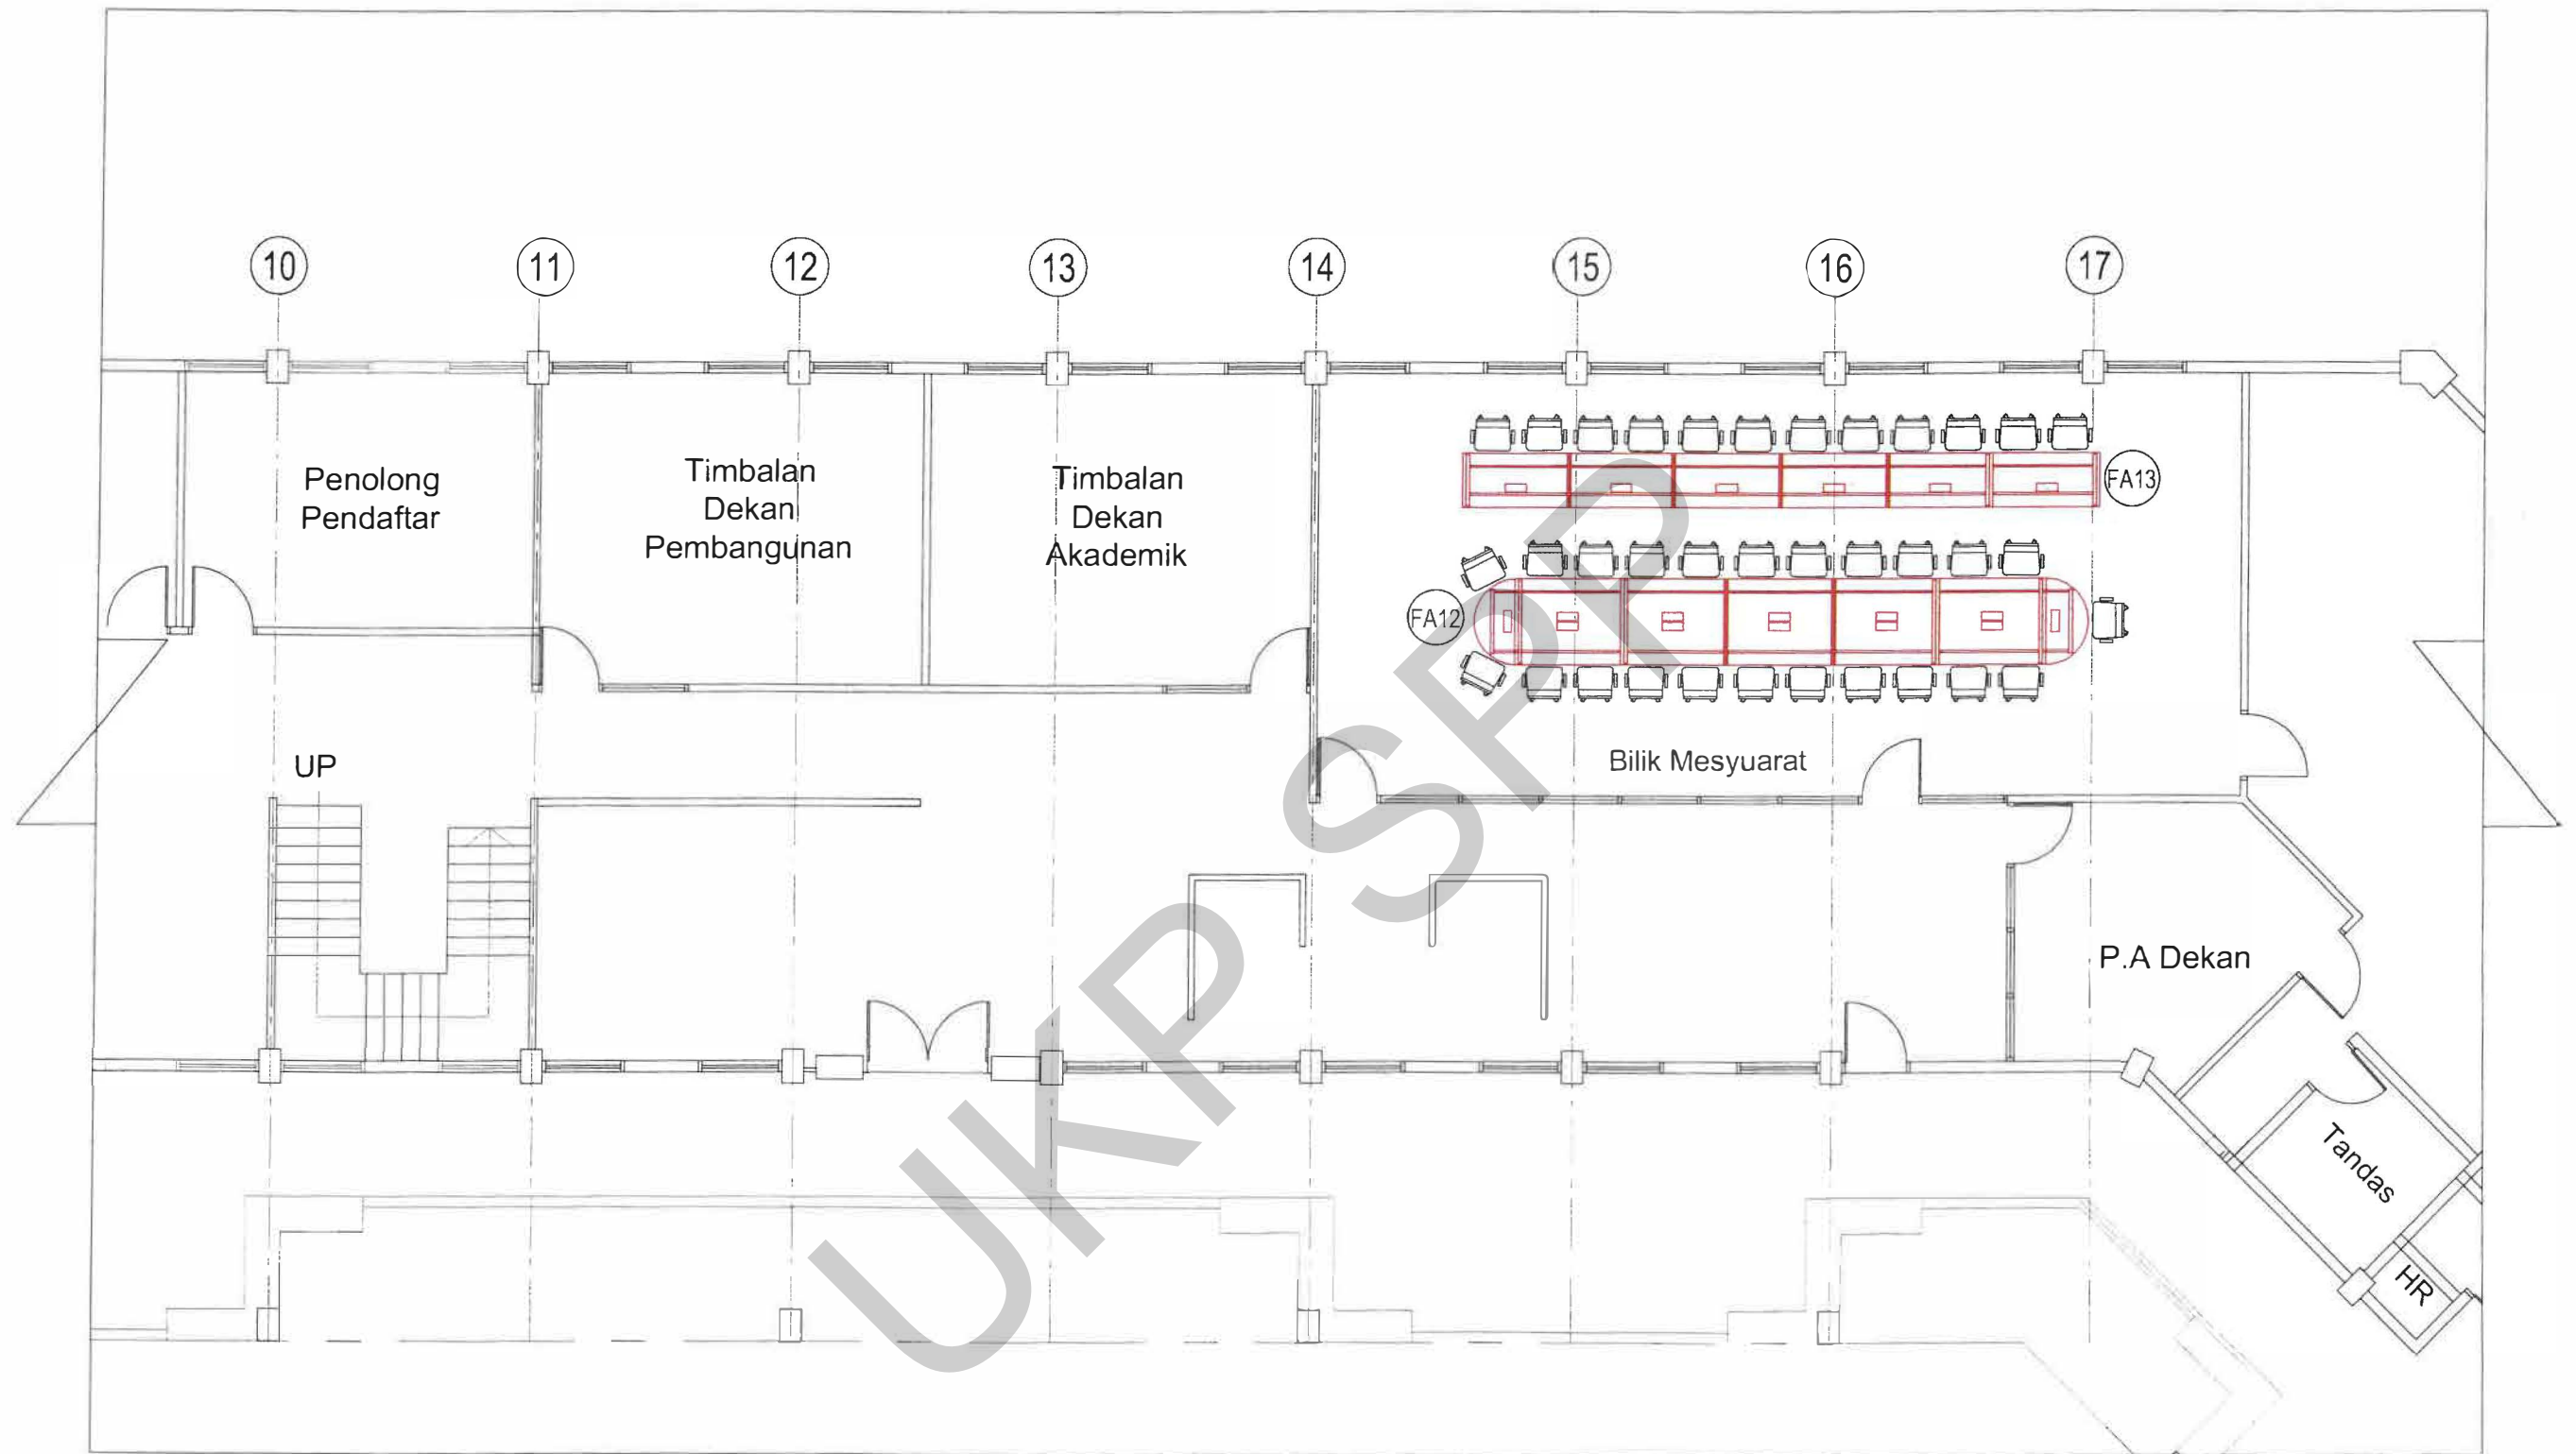 10
11
12
13
14
15
16
17
Penolong
Pendaftar
Timbalan
Dekan
Pembangunan
Timbalan
Dekan
Akademik
FA13
FA12
UP
Bilik Mesyuarat
P.A Dekan
Tandas
HR
UKP SPP